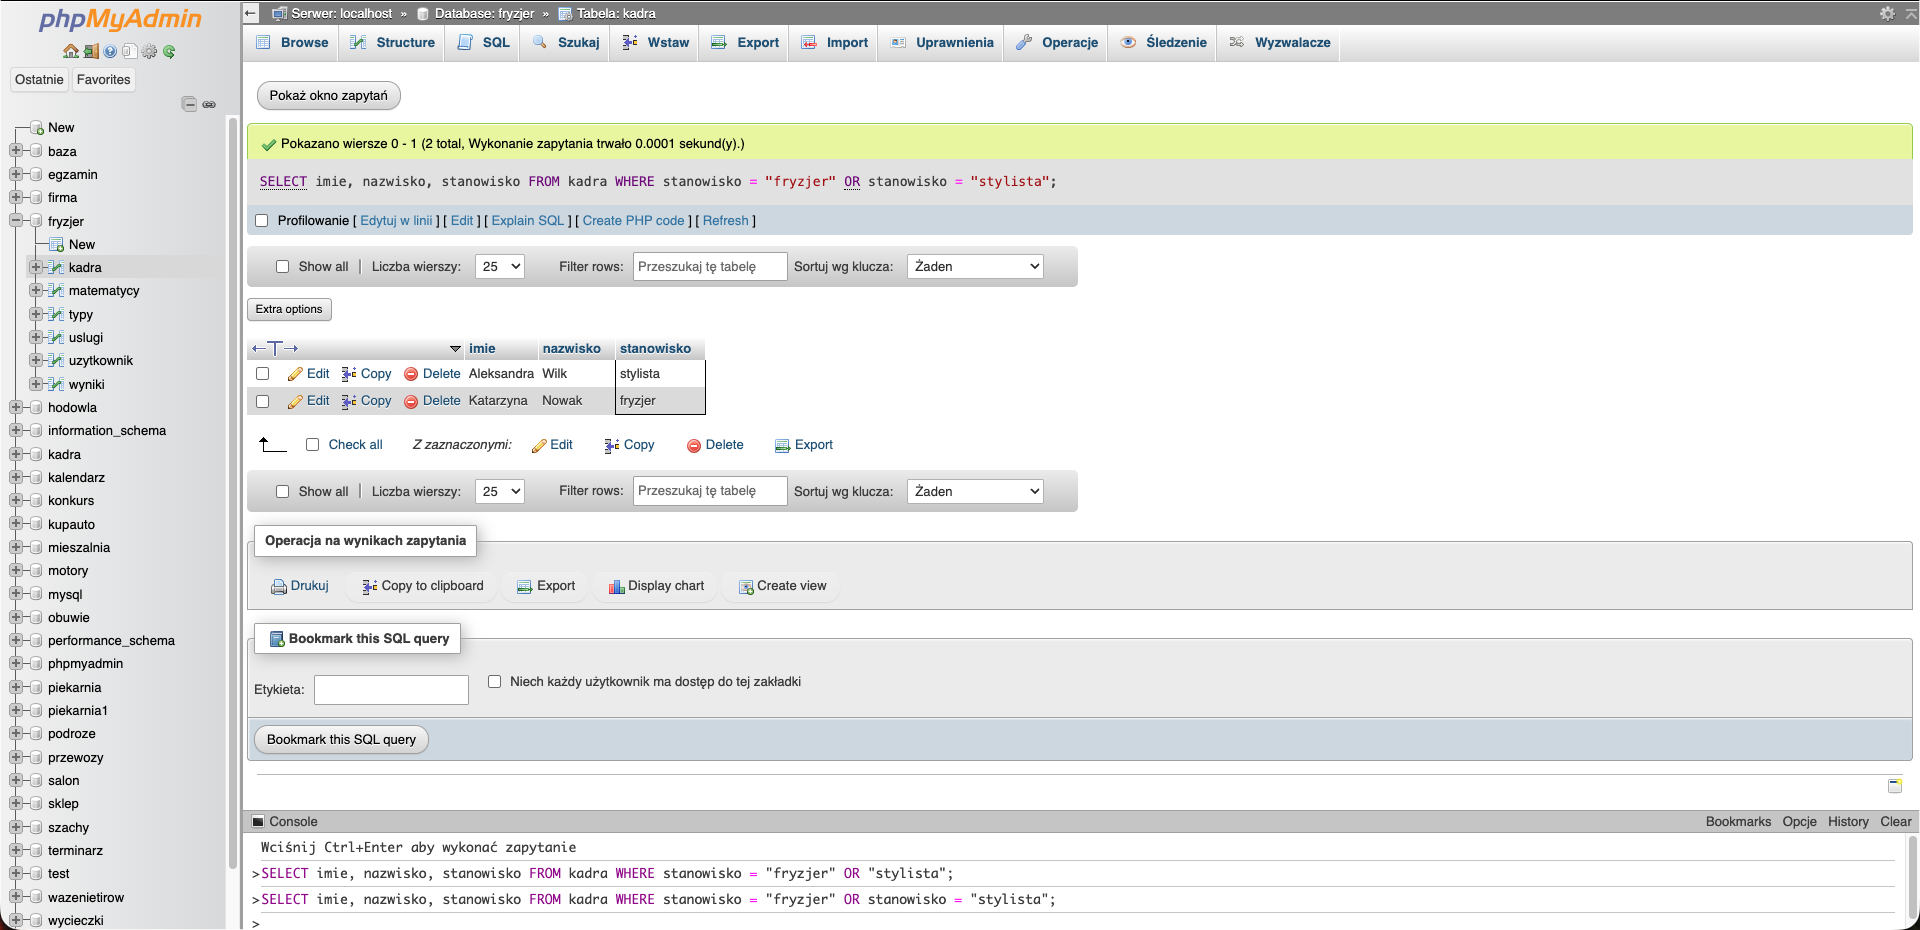 phpMyAdmin
Ostatnie
Favorites
New
baza
egzamin
firma
fryzjer
New
kadra
matematycy
typy
uslugi
uzytkownik
wyniki
hodowla
information_schema
kadra
kalendarz
konkurs
kupauto
mieszalnia
motory
mysql
obuwie
performance_schema
phpmyadmin
piekarnia
piekarnia1
podroze
przewozy
salon
sklep
szachy
terminarz
test
wazenietirow
wycieczki
Serwer: localhost » Database: fryzjer » Tabela: kadra
Browse Structure SQL Szukaj Wstaw Export Import Uprawnienia Operacje Śledzenie Wyzwalacze
Pokaż okno zapytań
Pokazano wiersze 0 - 1 (2 total, Wykonanie zapytania trwało 0.0001 sekund(y).)
SELECT imie, nazwisko, stanowisko FROM kadra WHERE stanowisko = "fryzjer" OR stanowisko = "stylista";
Profilowanie [ Edytuj w linii ] [ Edit ] [ Explain SQL ] [ Create PHP code ] [ Refresh ]
Show all | Liczba wierszy: 25 Filter rows: Przeszukaj tę tabelę Sortuj wg klucza: Żaden
Extra options
←T→ imie nazwisko stanowisko
Edit Copy Delete Aleksandra Wilk stylista
Edit Copy Delete Katarzyna Nowak fryzjer
Check all Z zaznaczonymi: Edit Copy Delete Export
Show all | Liczba wierszy: 25 Filter rows: Przeszukaj tę tabelę Sortuj wg klucza: Żaden
Operacja na wynikach zapytania
Drukuj Copy to clipboard Export Display chart Create view
Bookmark this SQL query
Etykieta: Niech każdy użytkownik ma dostęp do tej zakładki
Bookmark this SQL query
Console Bookmarks Opcje History Clear
Wciśnij Ctrl+Enter aby wykonać zapytanie
>SELECT imie, nazwisko, stanowisko FROM kadra WHERE stanowisko = "fryzjer" OR "stylista";
>SELECT imie, nazwisko, stanowisko FROM kadra WHERE stanowisko = "fryzjer" OR stanowisko = "stylista";
>